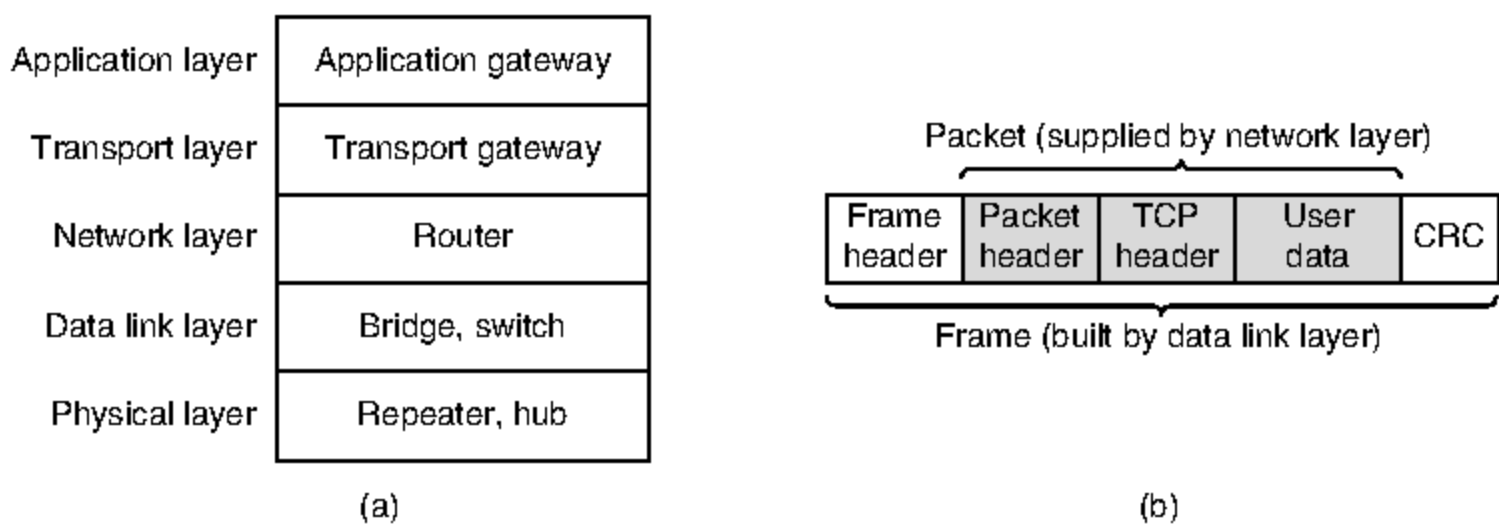 Application layer Application gateway
Transport layer Transport gateway
Network layer Router
Data link layer Bridge, switch
Physical layer Repeater, hub
(a)
Packet (supplied by network layer)
Frame header Packet header TCP header User data CRC
Frame (built by data link layer)
(b)